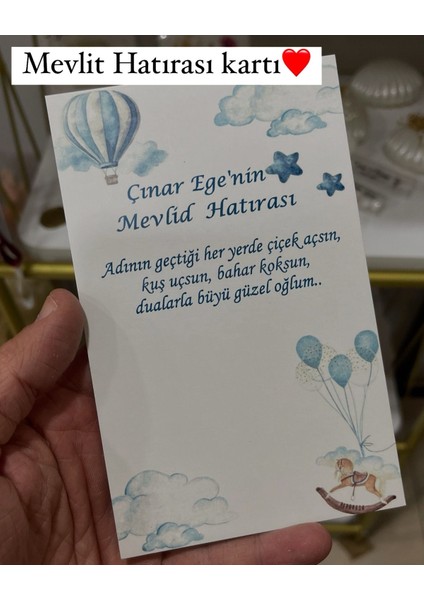 Mevlit Hatırası kartı❤️
Çınar Ege'nin
Mevlid Hatırası
Adının geçtiği her yerde çiçek açsın,
kuş uçsun, bahar koksun,
dualarla büyü güzel oğlum..